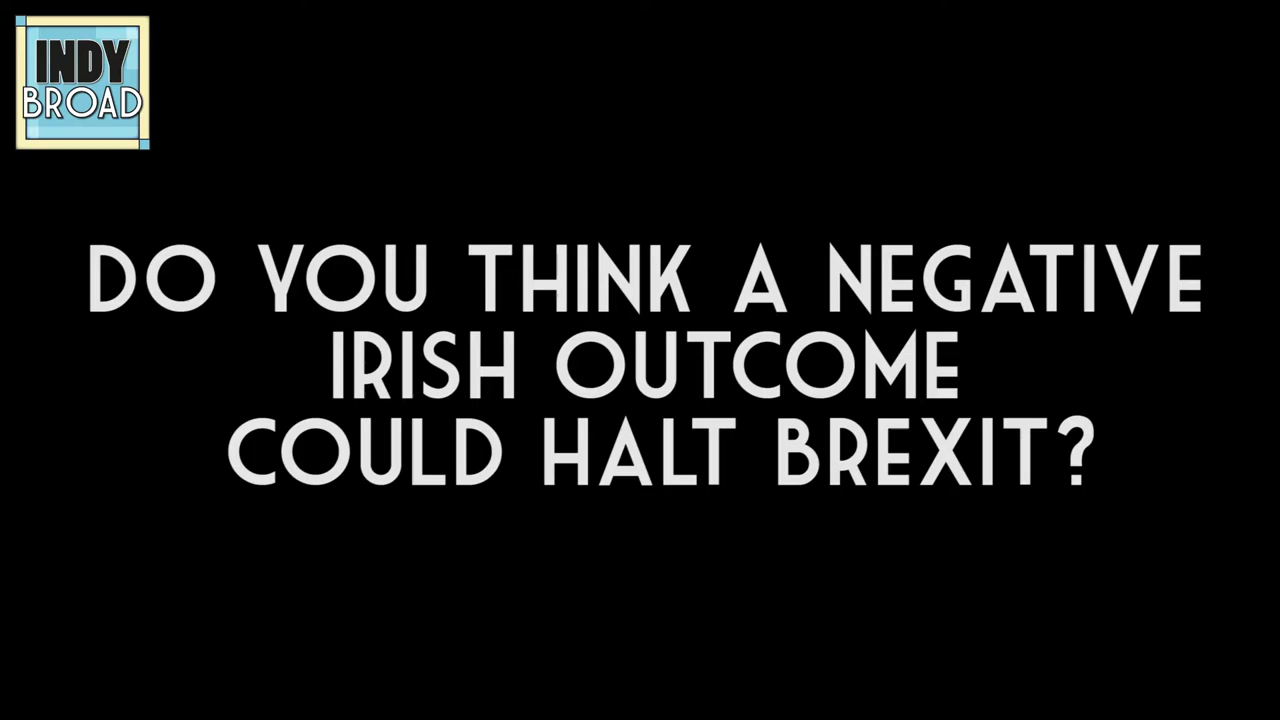 INDY
BROAD
DO YOU THINK A NEGATIVE
IRISH OUTCOME
COULD HALT BREXIT?